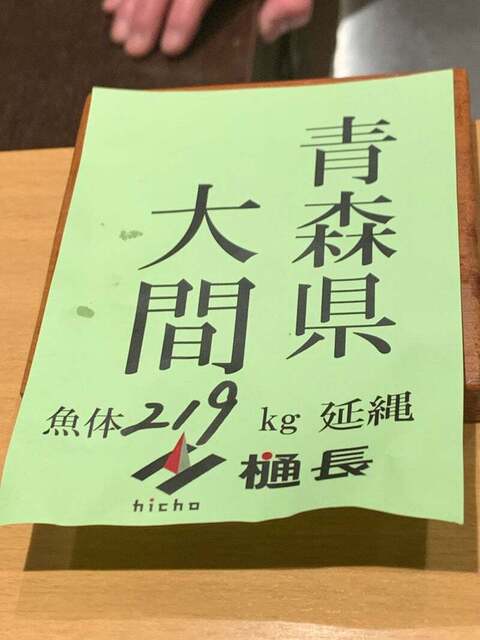 青森県
大間
魚体219kg 延縄
樋長
hicho